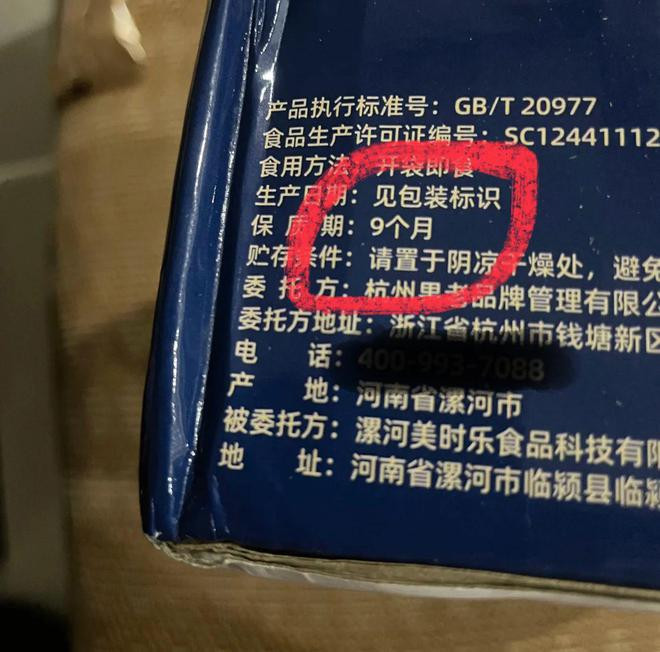 产品执行标准号：GB/T 20977
食品生产许可证编号：SC12441112
食用方法：开袋即食
生产日期：见包装标识
保 质 期：9个月
贮存条件：请置于阴凉干燥处，避免
委 托 方：杭州果老品牌管理有限公
委托方地址：浙江省杭州市钱塘新区
电 话：400-993-7088
产 地：河南省漯河市
被委托方：漯河美时乐食品科技有限
地 址：河南省漯河市临颍县临颍